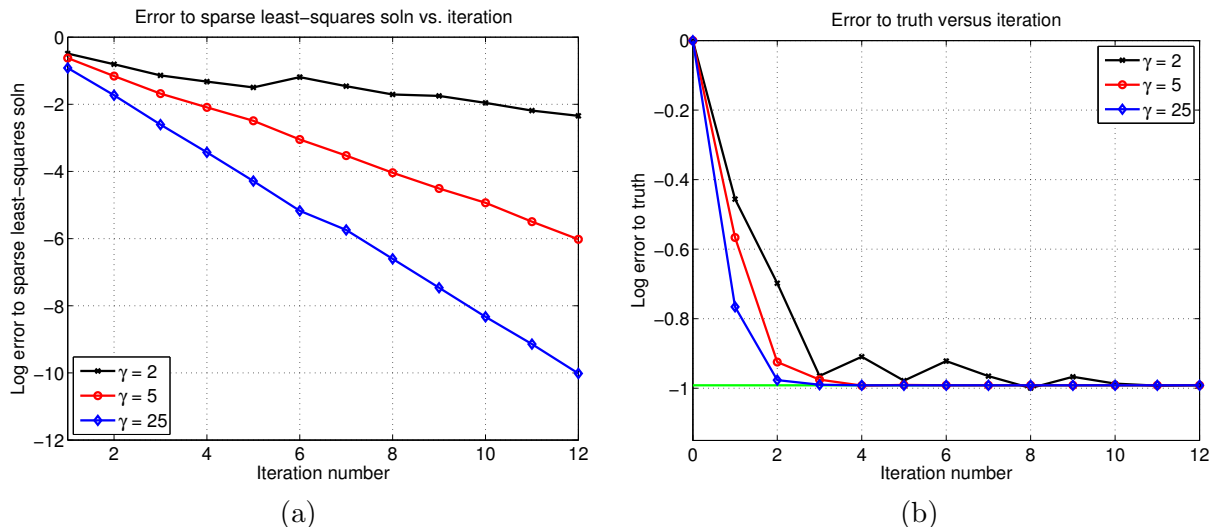 Error to sparse least−squares soln vs. iteration
Log error to sparse least−squares soln
0
−2
−4
−6
−8
−10
−12
γ = 2
γ = 5
γ = 25
2 4 6 8 10 12
Iteration number
(a)
Error to truth versus iteration
Log error to truth
0
−0.2
−0.4
−0.6
−0.8
−1
γ = 2
γ = 5
γ = 25
0 2 4 6 8 10 12
Iteration number
(b)